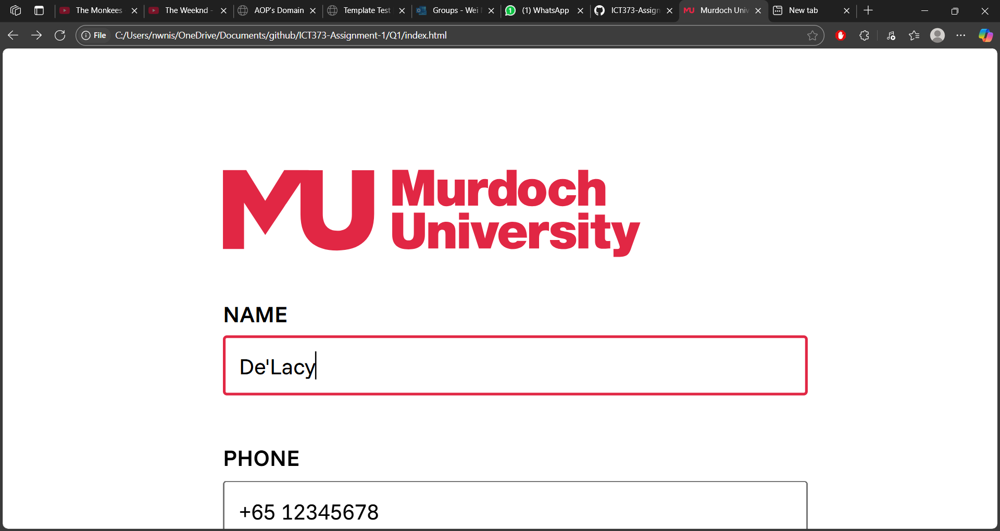 The Monkees
The Weeknd -
AOP's Domain
Template Test
Groups - Wei
(1) WhatsApp
ICT373-Assign
Murdoch Univ
New tab
File
C:/Users/nwnis/OneDrive/Documents/github/ICT373-Assignment-1/Q1/index.html
MU
Murdoch
University
NAME
De'Lacy
PHONE
+65 12345678